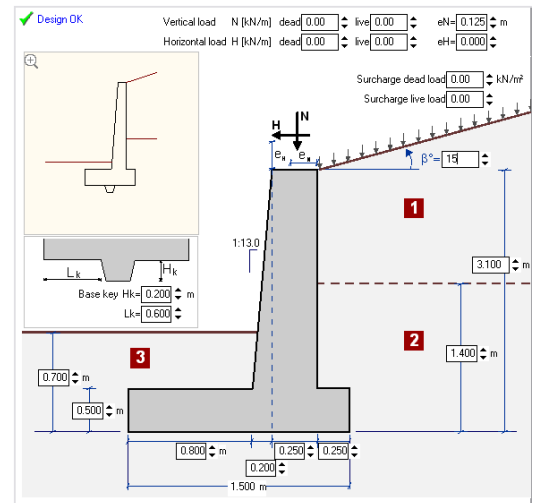 Design OK
Vertical load N [kN/m] dead 0.00 live 0.00 eN= 0.125 m
Horizontal load H [kN/m] dead 0.00 live 0.00 eH= 0.000 m
Surcharge dead load 0.00 kN/m²
Surcharge live load 0.00
H N
eH eN
β°= 15
1
1:13.0
3.100 m
Lk Hk
Base key Hk= 0.200 m
Lk= 0.600
2
3
1.400 m
0.700 m
0.500 m
0.800 m 0.250 0.250
0.200
1.500 m